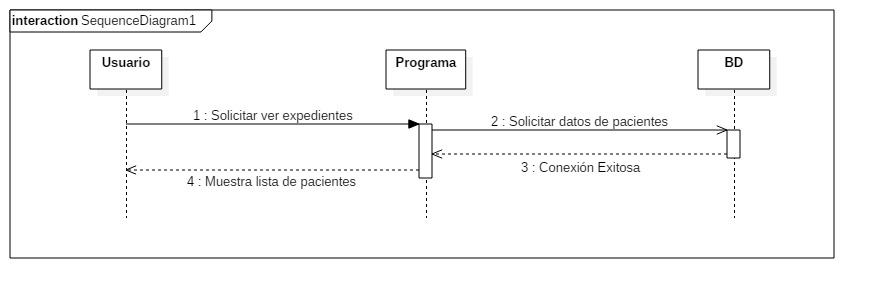 interaction SequenceDiagram1
Usuario
Programa
BD
1 : Solicitar ver expedientes
2 : Solicitar datos de pacientes
3 : Conexión Exitosa
4 : Muestra lista de pacientes